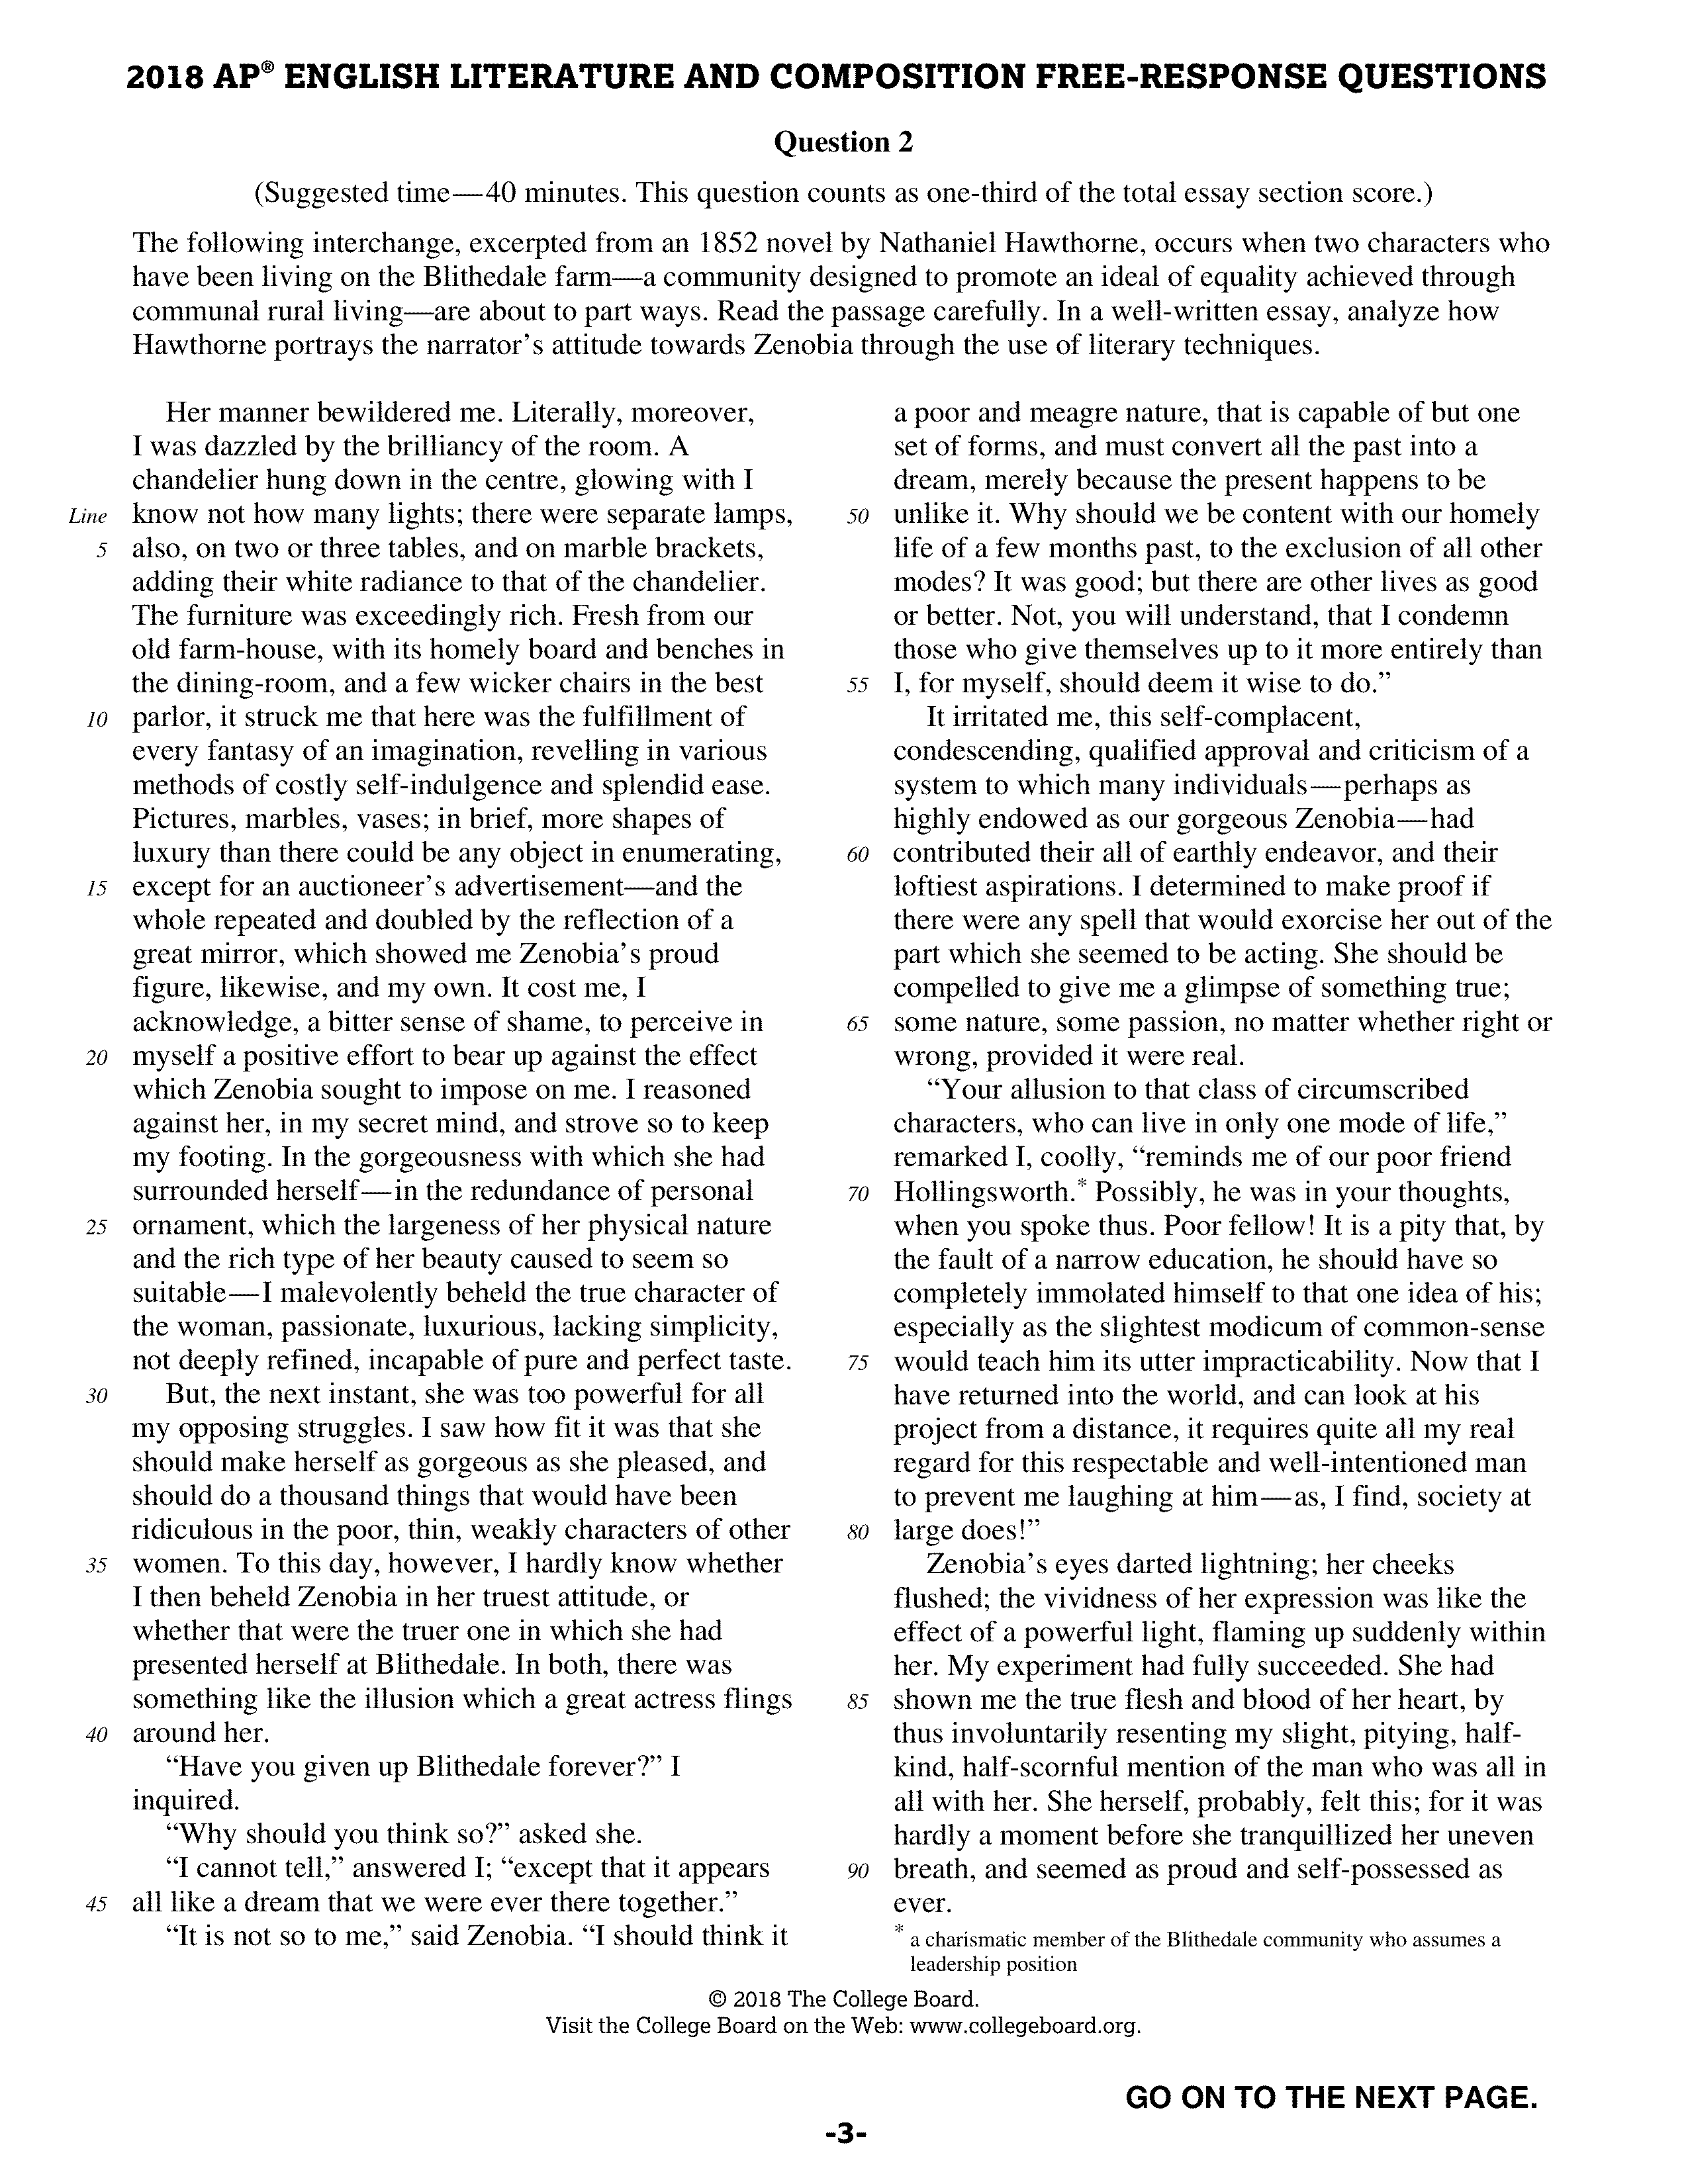 2018 AP® ENGLISH LITERATURE AND COMPOSITION FREE-RESPONSE QUESTIONS
Question 2
(Suggested time—40 minutes. This question counts as one-third of the total essay section score.)
The following interchange, excerpted from an 1852 novel by Nathaniel Hawthorne, occurs when two characters who
have been living on the Blithedale farm—a community designed to promote an ideal of equality achieved through
communal rural living—are about to part ways. Read the passage carefully. In a well-written essay, analyze how
Hawthorne portrays the narrator’s attitude towards Zenobia through the use of literary techniques.
Her manner bewildered me. Literally, moreover,
I was dazzled by the brilliancy of the room. A
chandelier hung down in the centre, glowing with I
Line know not how many lights; there were separate lamps,
5 also, on two or three tables, and on marble brackets,
adding their white radiance to that of the chandelier.
The furniture was exceedingly rich. Fresh from our
old farm-house, with its homely board and benches in
the dining-room, and a few wicker chairs in the best
10 parlor, it struck me that here was the fulfillment of
every fantasy of an imagination, revelling in various
methods of costly self-indulgence and splendid ease.
Pictures, marbles, vases; in brief, more shapes of
luxury than there could be any object in enumerating,
15 except for an auctioneer’s advertisement—and the
whole repeated and doubled by the reflection of a
great mirror, which showed me Zenobia’s proud
figure, likewise, and my own. It cost me, I
acknowledge, a bitter sense of shame, to perceive in
20 myself a positive effort to bear up against the effect
which Zenobia sought to impose on me. I reasoned
against her, in my secret mind, and strove so to keep
my footing. In the gorgeousness with which she had
surrounded herself—in the redundance of personal
25 ornament, which the largeness of her physical nature
and the rich type of her beauty caused to seem so
suitable—I malevolently beheld the true character of
the woman, passionate, luxurious, lacking simplicity,
not deeply refined, incapable of pure and perfect taste.
30 But, the next instant, she was too powerful for all
my opposing struggles. I saw how fit it was that she
should make herself as gorgeous as she pleased, and
should do a thousand things that would have been
ridiculous in the poor, thin, weakly characters of other
35 women. To this day, however, I hardly know whether
I then beheld Zenobia in her truest attitude, or
whether that were the truer one in which she had
presented herself at Blithedale. In both, there was
something like the illusion which a great actress flings
40 around her.
“Have you given up Blithedale forever?” I
inquired.
“Why should you think so?” asked she.
“I cannot tell,” answered I; “except that it appears
45 all like a dream that we were ever there together.”
“It is not so to me,” said Zenobia. “I should think it
a poor and meagre nature, that is capable of but one
set of forms, and must convert all the past into a
dream, merely because the present happens to be
50 unlike it. Why should we be content with our homely
life of a few months past, to the exclusion of all other
modes? It was good; but there are other lives as good
or better. Not, you will understand, that I condemn
those who give themselves up to it more entirely than
55 I, for myself, should deem it wise to do.”
It irritated me, this self-complacent,
condescending, qualified approval and criticism of a
system to which many individuals—perhaps as
highly endowed as our gorgeous Zenobia—had
60 contributed their all of earthly endeavor, and their
loftiest aspirations. I determined to make proof if
there were any spell that would exorcise her out of the
part which she seemed to be acting. She should be
compelled to give me a glimpse of something true;
65 some nature, some passion, no matter whether right or
wrong, provided it were real.
“Your allusion to that class of circumscribed
characters, who can live in only one mode of life,”
remarked I, coolly, “reminds me of our poor friend
70 Hollingsworth.* Possibly, he was in your thoughts,
when you spoke thus. Poor fellow! It is a pity that, by
the fault of a narrow education, he should have so
completely immolated himself to that one idea of his;
especially as the slightest modicum of common-sense
75 would teach him its utter impracticability. Now that I
have returned into the world, and can look at his
project from a distance, it requires quite all my real
regard for this respectable and well-intentioned man
to prevent me laughing at him—as, I find, society at
80 large does!”
Zenobia’s eyes darted lightning; her cheeks
flushed; the vividness of her expression was like the
effect of a powerful light, flaming up suddenly within
her. My experiment had fully succeeded. She had
85 shown me the true flesh and blood of her heart, by
thus involuntarily resenting my slight, pitying, half-
kind, half-scornful mention of the man who was all in
all with her. She herself, probably, felt this; for it was
hardly a moment before she tranquillized her uneven
90 breath, and seemed as proud and self-possessed as
ever.
* a charismatic member of the Blithedale community who assumes a
leadership position
© 2018 The College Board.
Visit the College Board on the Web: www.collegeboard.org.
GO ON TO THE NEXT PAGE.
-3-